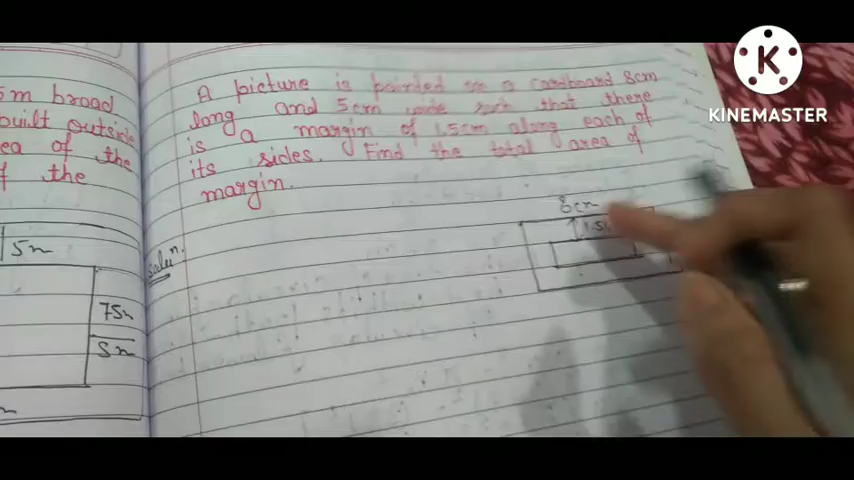 A picture is painted on a cardboard 8cm
long and 5cm wide such that there
is a margin of 1.5cm along each of
its sides. Find the total area of
margin.
soluⁿ.
8cm
1.5
5m broad
built outside
ea of the
f the
5m
75m
5m
K
KINEMASTER